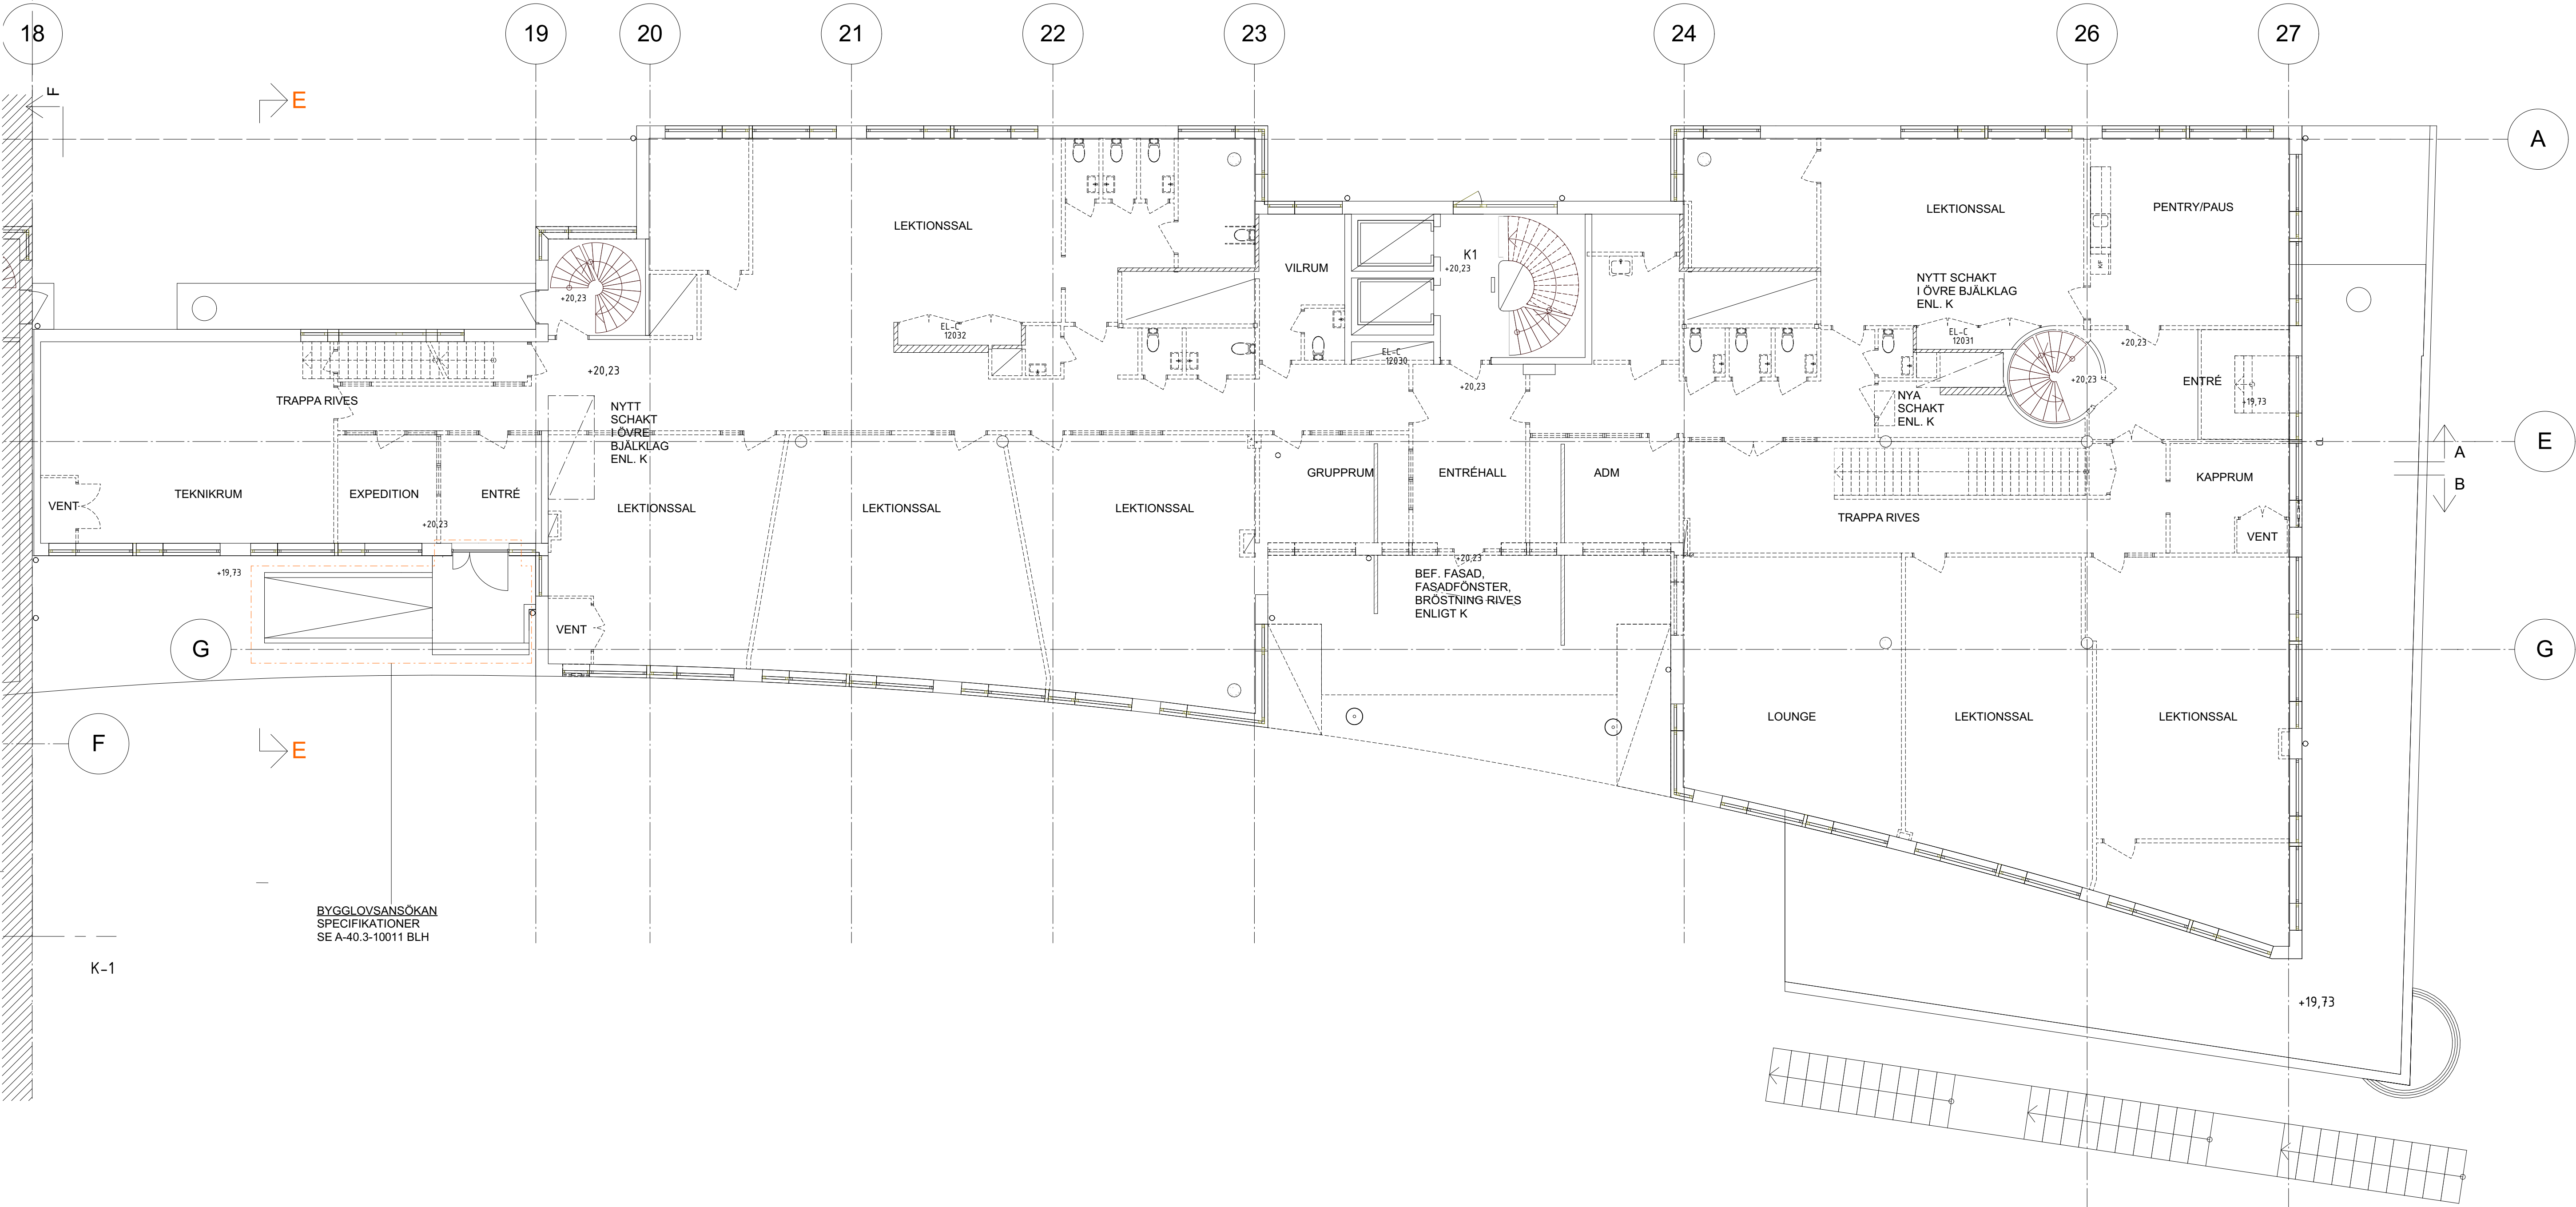 18
19
20
21
22
23
24
26
27
F
E
A
LEKTIONSSAL
LEKTIONSSAL
PENTRY/PAUS
K1
+20,23
VILRUM
KF
NYTT SCHAKT
I ÖVRE BJÄLKLAG
ENL. K
+20,23
EL-C
12032
EL-C
12031
EL-C
12030
+20,23
+20,23
+20,23
+20,23
ENTRÉ
+19,73
TRAPPA RIVES
NYTT
SCHAKT
I ÖVRE
BJÄLKLAG
ENL. K
NYA
SCHAKT
ENL. K
E
A
B
GRUPPRUM
ENTRÉHALL
ADM
KAPPRUM
VENT
TEKNIKRUM
EXPEDITION
ENTRÉ
LEKTIONSSAL
LEKTIONSSAL
LEKTIONSSAL
TRAPPA RIVES
+20,23
VENT
+20,23
+19,73
BEF. FASAD,
FASADFÖNSTER,
BRÖSTNING RIVES
ENLIGT K
VENT
G
G
LOUNGE
LEKTIONSSAL
LEKTIONSSAL
F
E
BYGGLOVSANSÖKAN
SPECIFIKATIONER
SE A-40.3-10011 BLH
K-1
+19,73